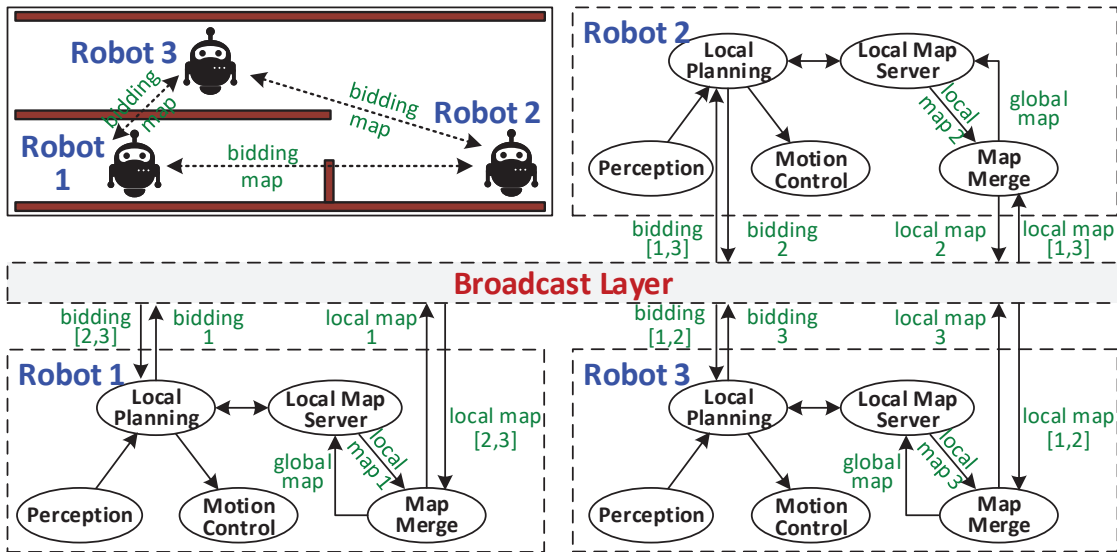 Robot 3
bidding
map
bidding
map
Robot 2
Robot
1
bidding
map
Robot 2
Local
Planning
Local Map
Server
local
map 2
global
map
Perception
Motion
Control
Map
Merge
bidding
[1,3]
bidding
2
local map
2
local map
[1,3]
Broadcast Layer
bidding
[2,3]
bidding
1
local map
1
Robot 1
Local
Planning
Local Map
Server
local map
[2,3]
global
map
local
map 1
Perception
Motion
Control
Map
Merge
bidding
[1,2]
bidding
3
local map
3
Robot 3
Local
Planning
Local Map
Server
local map
[1,2]
global
map
local
map 3
Perception
Motion
Control
Map
Merge